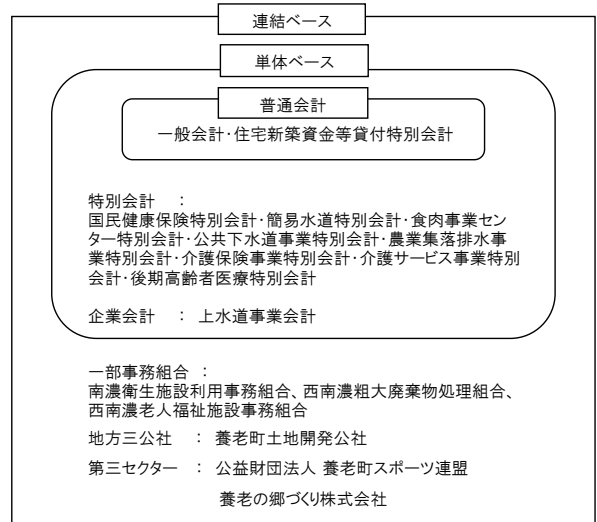 連結ベース
単体ベース
普通会計
一般会計・住宅新築資金等貸付特別会計
特別会計　：
国民健康保険特別会計・簡易水道特別会計・食肉事業セン
ター特別会計・公共下水道事業特別会計・農業集落排水事
業特別会計・介護保険事業特別会計・介護サービス事業特別
会計・後期高齢者医療特別会計
企業会計　：　上水道事業会計
一部事務組合　：
南濃衛生施設利用事務組合、西南濃粗大廃棄物処理組合、
西南濃老人福祉施設事務組合
地方三公社　：　養老町土地開発公社
第三セクター　：　公益財団法人 養老町スポーツ連盟
養老の郷づくり株式会社